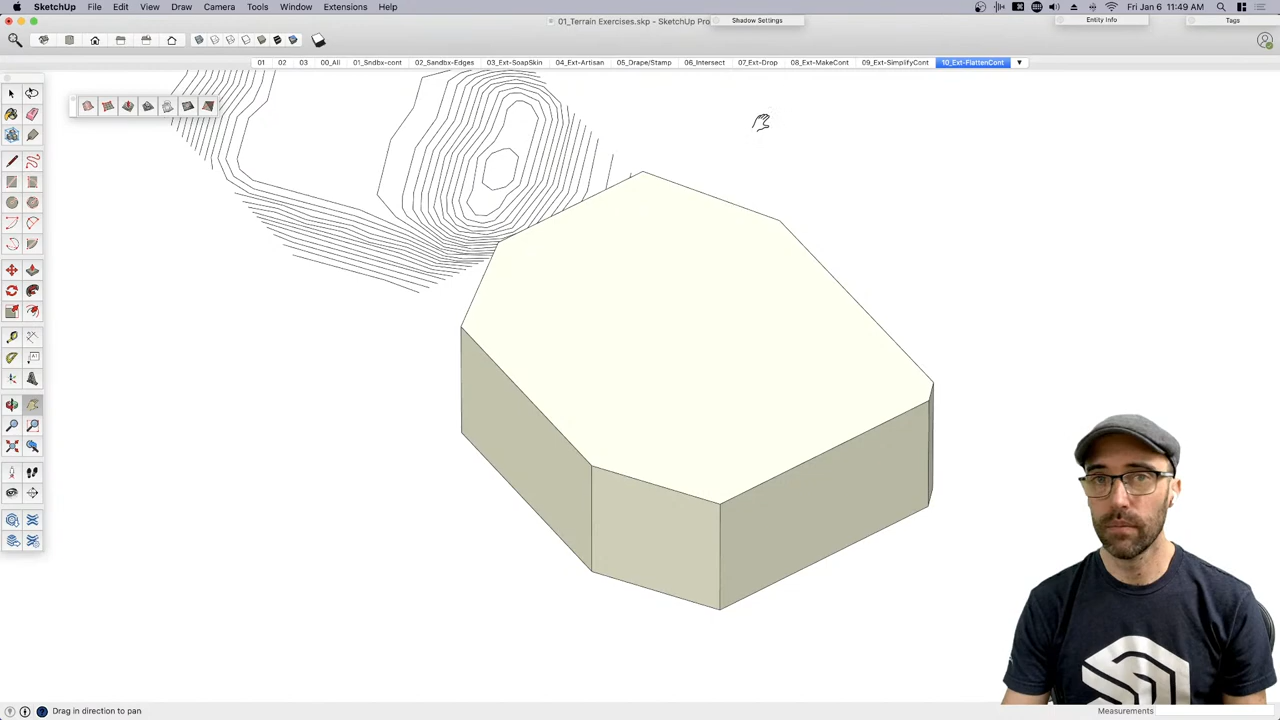 SketchUp File Edit View Draw Camera Tools Window Extensions Help Fri Jan 6 11:49 AM
01_Terrain Exercises.skp - SketchUp Pro Shadow Settings Entity Info Tags
01 02 03 00_All 01_Sndbx-cont 02_Sandbox-Edges 03_Ext-SoapSkin 04_Ext-Artisan 05_Drape/Stamp 06_Intersect 07_Ext-Drop 08_Ext-MakeCont 09_Ext-SimplifyCont 10_Ext-FlattenCont
Drag in direction to pan Measurements